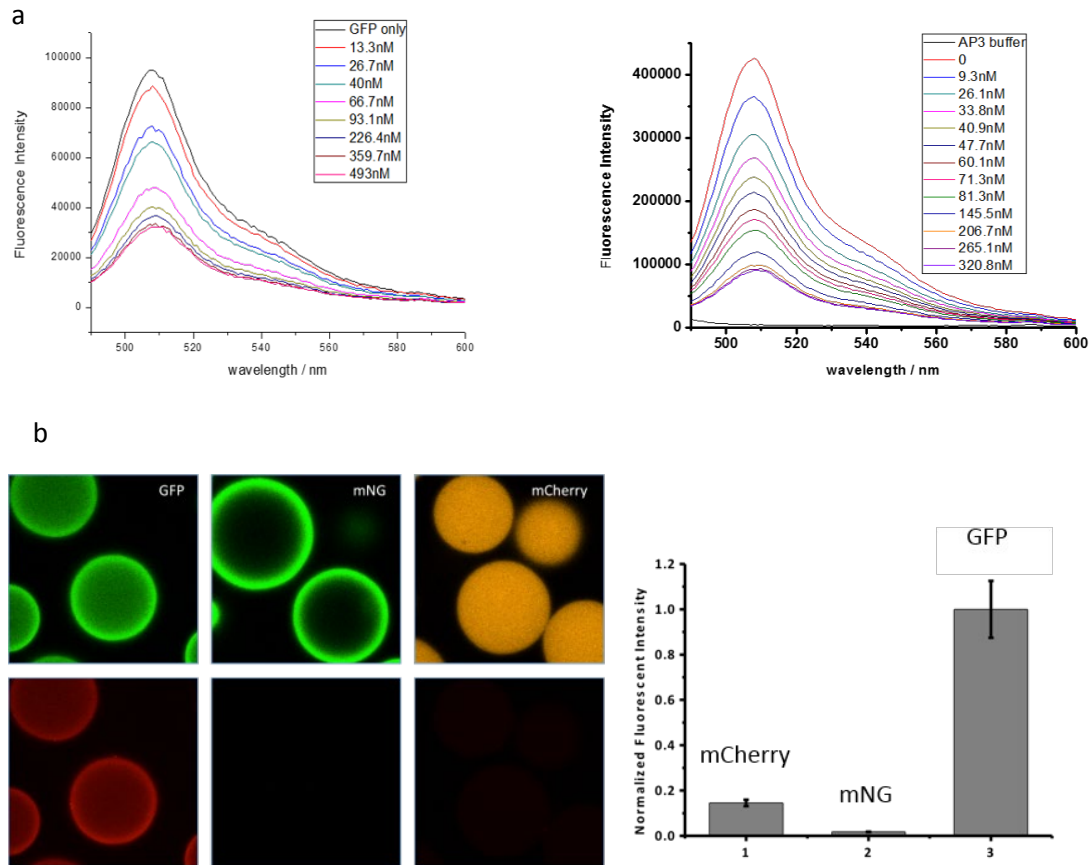 a
GFP only
13.3nM
26.7nM
40nM
66.7nM
93.1nM
226.4nM
359.7nM
493nM
100000
80000
60000
40000
20000
0
Fluorescence Intensity
500
520
540
560
580
600
wavelength / nm
AP3 buffer
0
9.3nM
26.1nM
33.8nM
40.9nM
47.7nM
60.1nM
71.3nM
81.3nM
145.5nM
206.7nM
265.1nM
320.8nM
400000
300000
200000
100000
0
Fluorescence Intensity
500
520
540
560
580
600
wavelength / nm
b
GFP
mNG
mCherry
GFP
mCherry
mNG
1.2
1.0
0.8
0.6
0.4
0.2
0.0
Normalized Fluorescent Intensity
1
2
3